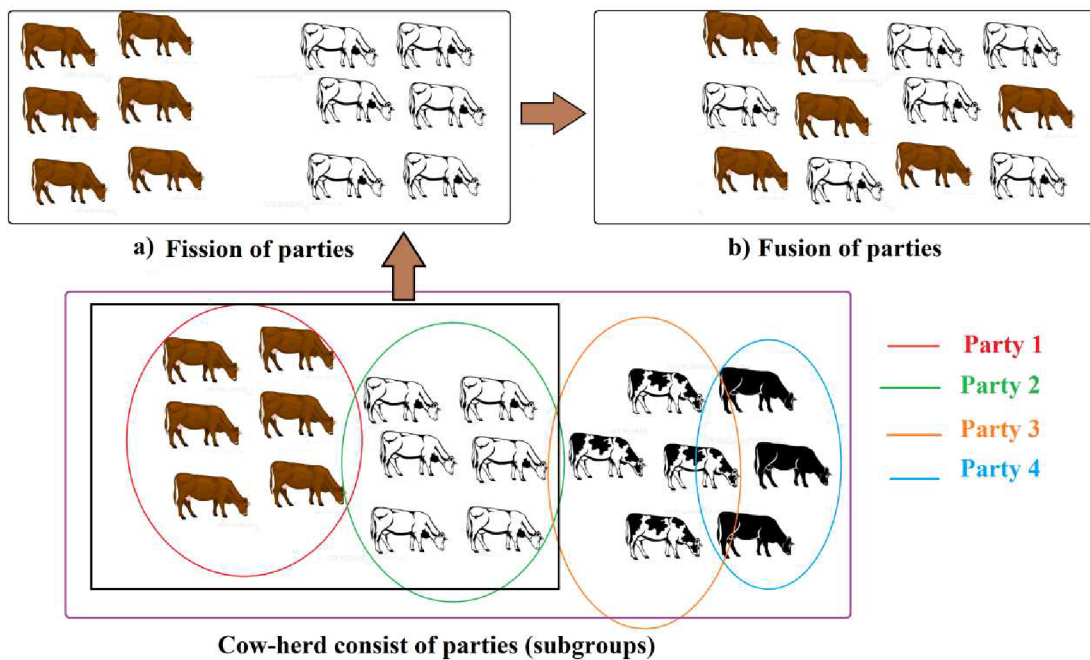 a) Fission of parties
b) Fusion of parties
Party 1
Party 2
Party 3
Party 4
Cow-herd consist of parties (subgroups)